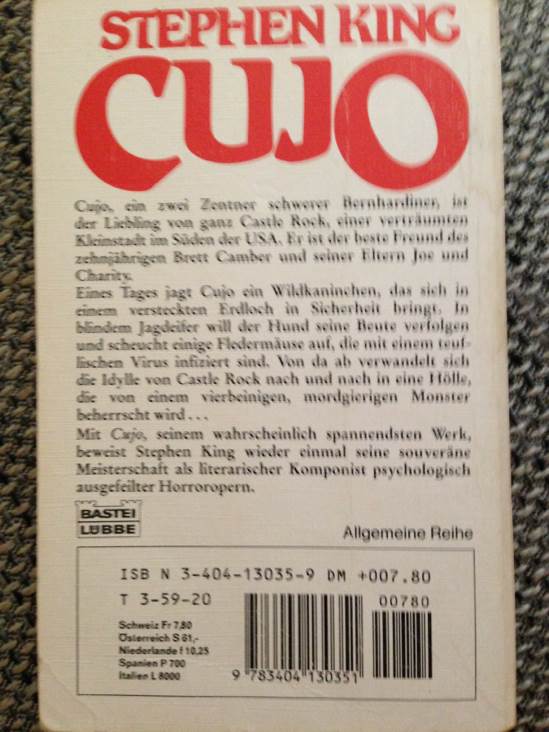 STEPHEN KING
CUJO
Cujo, ein zwei Zentner schwerer Bernhardiner, ist
der Liebling von ganz Castle Rock, einer verträumten
Kleinstadt im Süden der USA. Er ist der beste Freund des
zehnjährigen Brett Camber und seiner Eltern Joe und
Charity.
Eines Tages jagt Cujo ein Wildkaninchen, das sich in
einem versteckten Erdloch in Sicherheit bringt. In
blindem Jagdeifer will der Hund seine Beute verfolgen
und scheucht einige Fledermäuse auf, die mit einem teuf-
lischen Virus infiziert sind. Von da ab verwandelt sich
die Idylle von Castle Rock nach und nach in eine Hölle,
die von einem vierbeinigen, mordgierigen Monster
beherrscht wird...
Mit Cujo, seinem wahrscheinlich spannendsten Werk,
beweist Stephen King wieder einmal seine souveräne
Meisterschaft als literarischer Komponist psychologisch
ausgefeilter Horroropern.
BASTEI
LÜBBE
Allgemeine Reihe
ISB N 3-404-13035-9 DM +007.80
T 3-59-20 00780
Schweiz Fr 7,80
Österreich S 61,-
Niederlande f 10,25
Spanien P 700
Italien L 8000
9 783404 130351